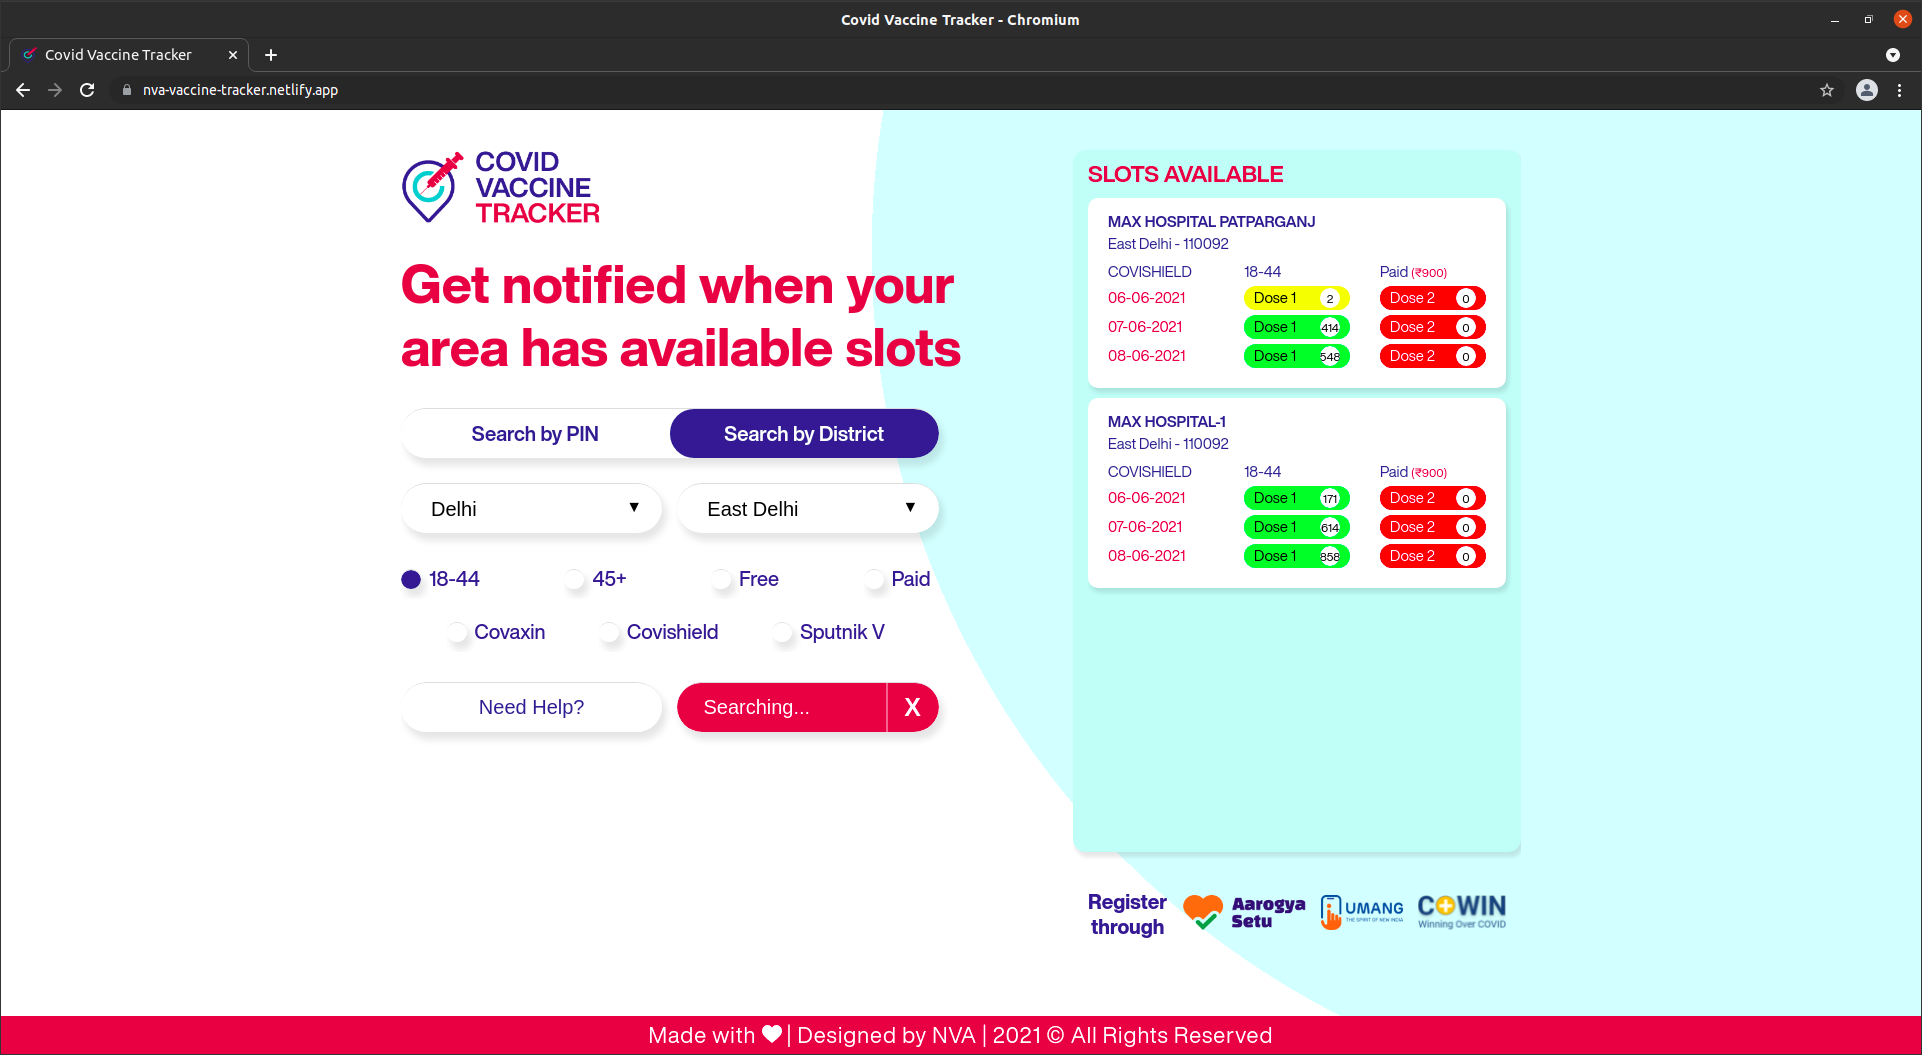 Covid Vaccine Tracker - Chromium
Covid Vaccine Tracker
nva-vaccine-tracker.netlify.app
COVID
VACCINE
TRACKER
Get notified when your
area has available slots
Search by PIN Search by District
Delhi ▼ East Delhi ▼
18-44 45+ Free Paid
Covaxin Covishield Sputnik V
Need Help? Searching... X
SLOTS AVAILABLE
MAX HOSPITAL PATPARGANJ
East Delhi - 110092
COVISHIELD 18-44 Paid (₹900)
06-06-2021 Dose 1 2 Dose 2 0
07-06-2021 Dose 1 414 Dose 2 0
08-06-2021 Dose 1 548 Dose 2 0
MAX HOSPITAL-1
East Delhi - 110092
COVISHIELD 18-44 Paid (₹900)
06-06-2021 Dose 1 171 Dose 2 0
07-06-2021 Dose 1 614 Dose 2 0
08-06-2021 Dose 1 858 Dose 2 0
Register
through
Aarogya
Setu
UMANG
THE SPIRIT OF NEW INDIA
COWIN
Winning Over COVID
Made with ♥ | Designed by NVA | 2021 © All Rights Reserved